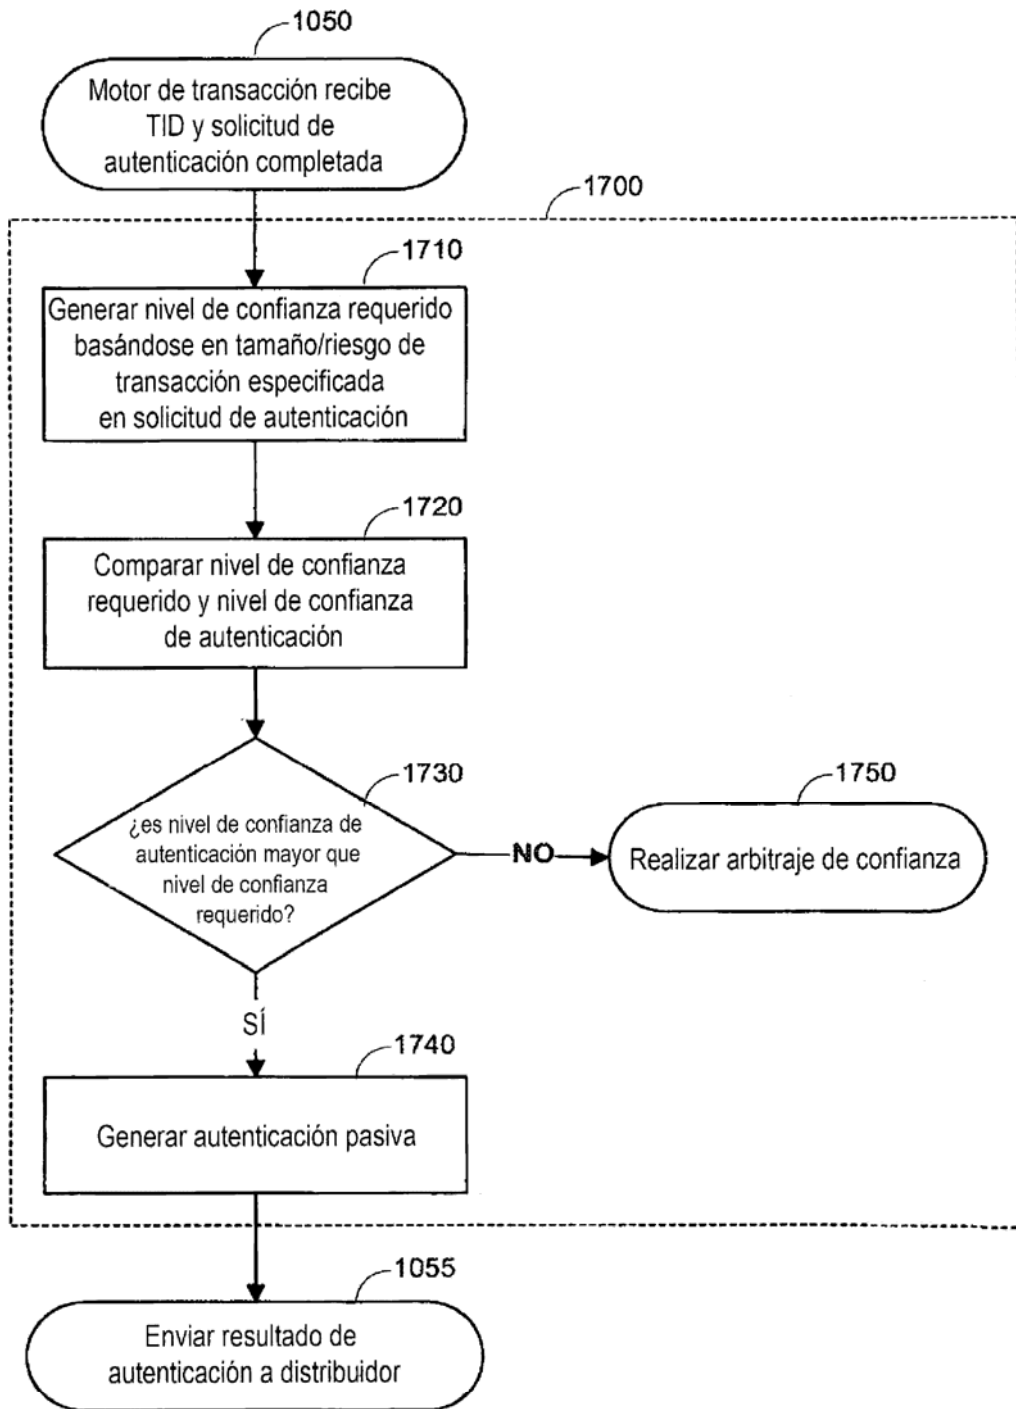 1050
Motor de transacción recibe
TID y solicitud de
autenticación completada
1700
1710
Generar nivel de confianza requerido
basándose en tamaño/riesgo de
transacción especificada
en solicitud de autenticación
1720
Comparar nivel de confianza
requerido y nivel de confianza
de autenticación
1730
¿es nivel de confianza de
autenticación mayor que
nivel de confianza
requerido?
NO
1750
Realizar arbitraje de confianza
SÍ
1740
Generar autenticación pasiva
1055
Enviar resultado de
autenticación a distribuidor